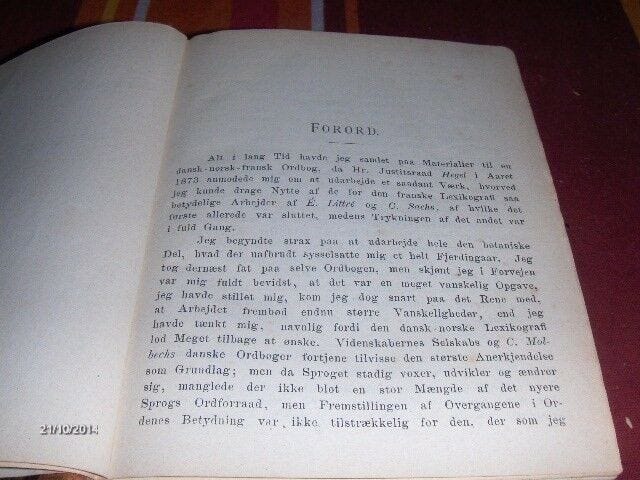 FORORD.
Alt i lang Tid havde jeg samlet paa Materialier til en
dansk-norsk-fransk Ordbog, da Hr. Justitsraad Hegel i Aaret
1873 anmodede mig om at udarbejde et saadant Værk, hvorved
jeg kunde drage Nytte af de for den franske Lexikografi saa
betydelige Arbejder af É. Littré og C. Sachs, af hvilke det
første allerede var sluttet, medens Trykningen af det andet var
i fuld Gang.
Jeg begyndte strax paa at udarbejde hele den botaniske
Del, hvad der uafbrudt sysselsatte mig et helt Fjerdingaar. Jeg
tog dernæst fat paa selve Ordbogen, men skjønt jeg i Forvejen
var mig fuldt bevidst, at det var en meget vanskelig Opgave,
jeg havde stillet mig, kom jeg dog snart paa det Rene med,
at Arbejdet frembød endnu større Vanskeligheder, end jeg
havde tænkt mig, navnlig fordi den dansk-norske Lexikografi
lod Meget tilbage at ønske. Videnskabernes Selskabs og C. Mol-
bechs danske Ordbøger fortjene tilvisse den største Anerkjendelse
som Grundlag; men da Sproget stadig voxer, udvikler og ændrer
sig, manglede der ikke blot en stor Mængde af det nyere
Sprogs Ordforraad, men Fremstillingen af Overgangene i Or-
denes Betydning var ikke tilstrækkelig for den, der som jeg
21/10/2014